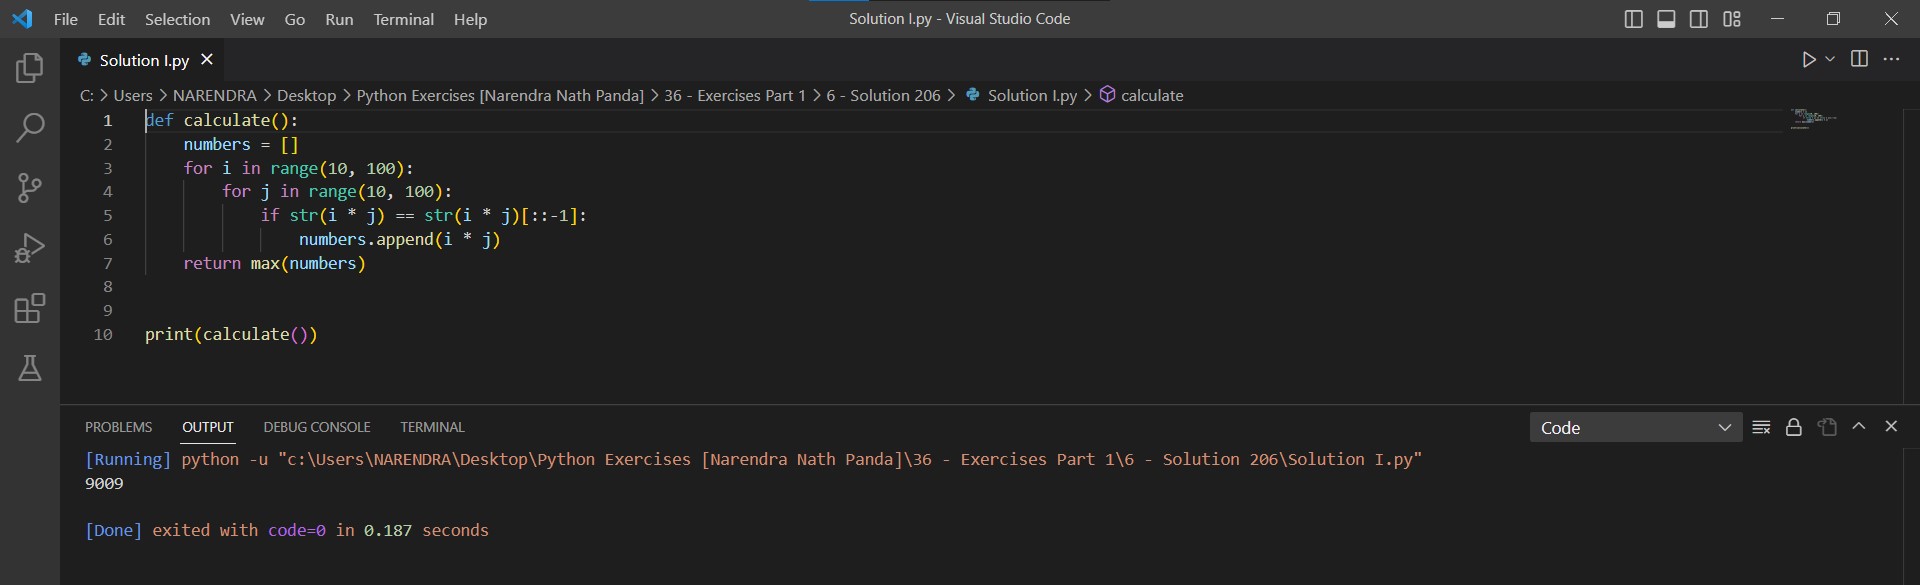 File Edit Selection View Go Run Terminal Help Solution I.py - Visual Studio Code
Solution I.py
C: > Users > NARENDRA > Desktop > Python Exercises [Narendra Nath Panda] > 36 - Exercises Part 1 > 6 - Solution 206 > Solution I.py > calculate
1 def calculate():
2     numbers = []
3     for i in range(10, 100):
4         for j in range(10, 100):
5             if str(i * j) == str(i * j)[::-1]:
6                 numbers.append(i * j)
7     return max(numbers)
8
9
10 print(calculate())
PROBLEMS OUTPUT DEBUG CONSOLE TERMINAL Code
[Running] python -u "c:\Users\NARENDRA\Desktop\Python Exercises [Narendra Nath Panda]\36 - Exercises Part 1\6 - Solution 206\Solution I.py"
9009
[Done] exited with code=0 in 0.187 seconds